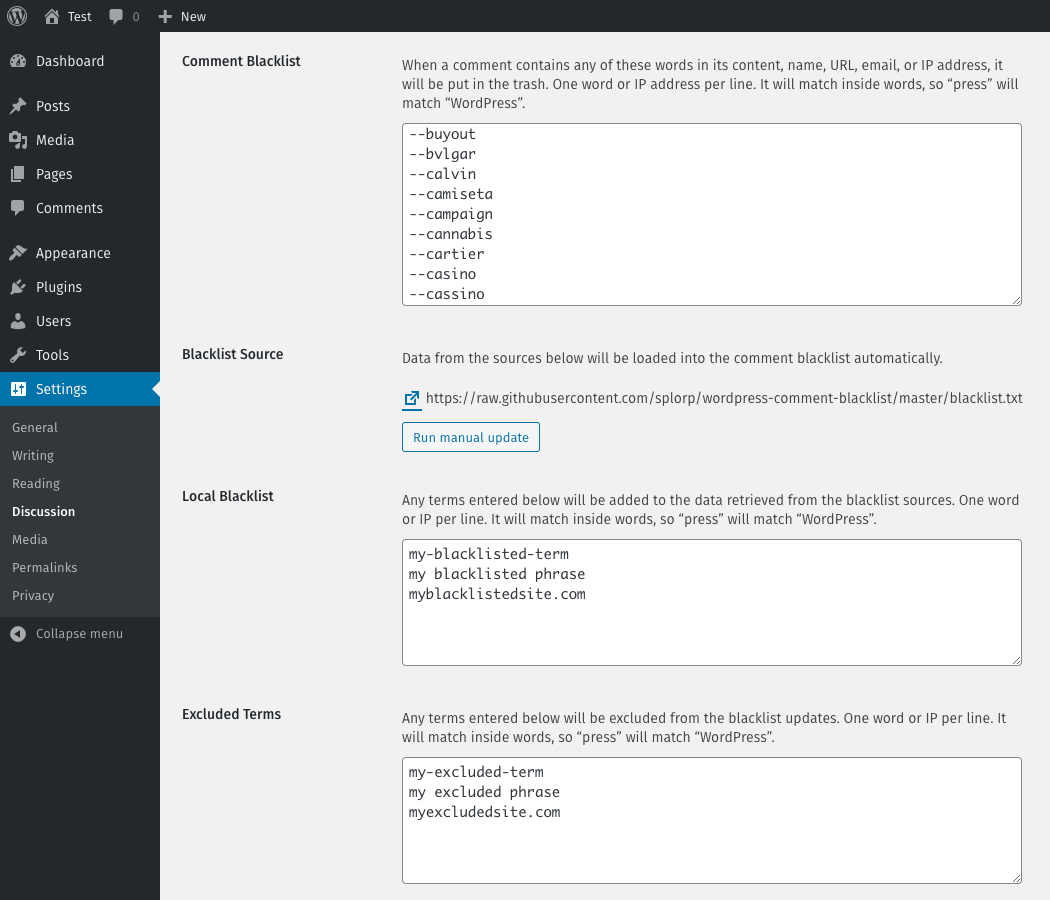 Test 0 New
Dashboard
Posts
Media
Pages
Comments
Appearance
Plugins
Users
Tools
Settings
General
Writing
Reading
Discussion
Media
Permalinks
Privacy
Collapse menu
Comment Blacklist
When a comment contains any of these words in its content, name, URL, email, or IP address, it
will be put in the trash. One word or IP address per line. It will match inside words, so “press” will
match “WordPress”.
--buyout
--bvlgar
--calvin
--camiseta
--campaign
--cannabis
--cartier
--casino
--cassino
Blacklist Source
Data from the sources below will be loaded into the comment blacklist automatically.
https://raw.githubusercontent.com/splorp/wordpress-comment-blacklist/master/blacklist.txt
Run manual update
Local Blacklist
Any terms entered below will be added to the data retrieved from the blacklist sources. One word
or IP per line. It will match inside words, so “press” will match “WordPress”.
my-blacklisted-term
my blacklisted phrase
myblacklistedsite.com
Excluded Terms
Any terms entered below will be excluded from the blacklist updates. One word or IP per line. It
will match inside words, so “press” will match “WordPress”.
my-excluded-term
my excluded phrase
myexcludedsite.com